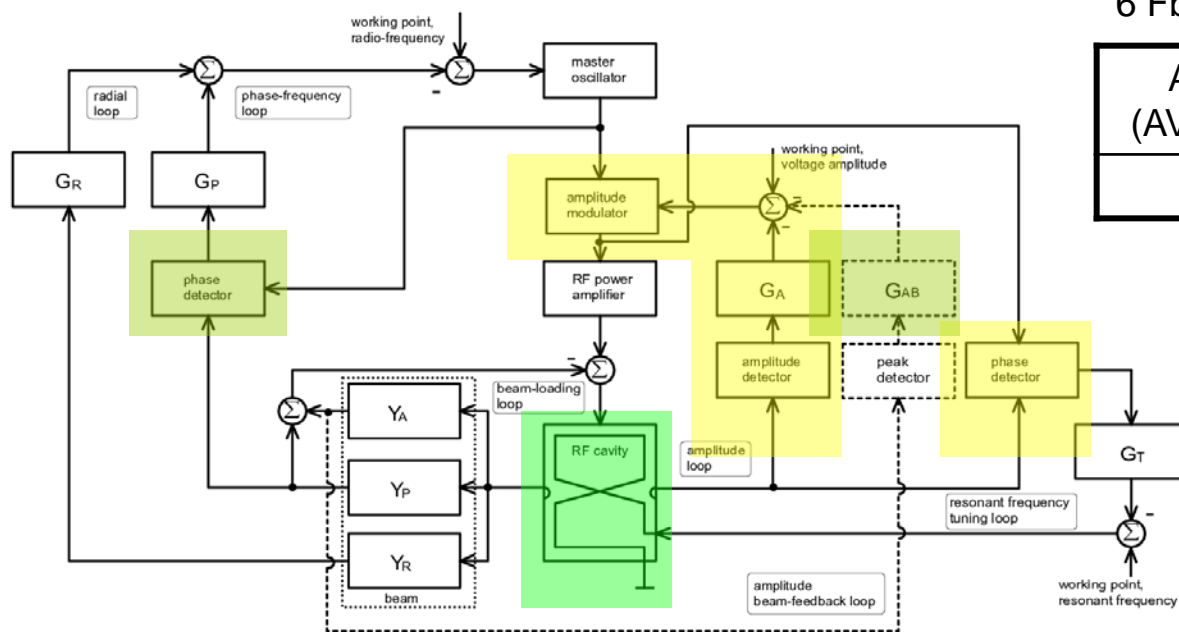 6 Fb
working point,
radio-frequency
Σ
Σ
-
master
oscillator
A
(AV
radial
loop
phase-frequency
loop
working point,
voltage amplitude
GR
GP
amplitude
modulator
Σ
-
-
phase
detector
RF power
amplifier
GA
GAB
amplitude
detector
peak
detector
phase
detector
-
Σ
beam-loading
loop
Σ
YA
RF cavity
amplitude
loop
GT
YP
resonant frequency
tuning loop
-
Σ
YR
beam
amplitude
beam-feedback loop
working point,
resonant frequency